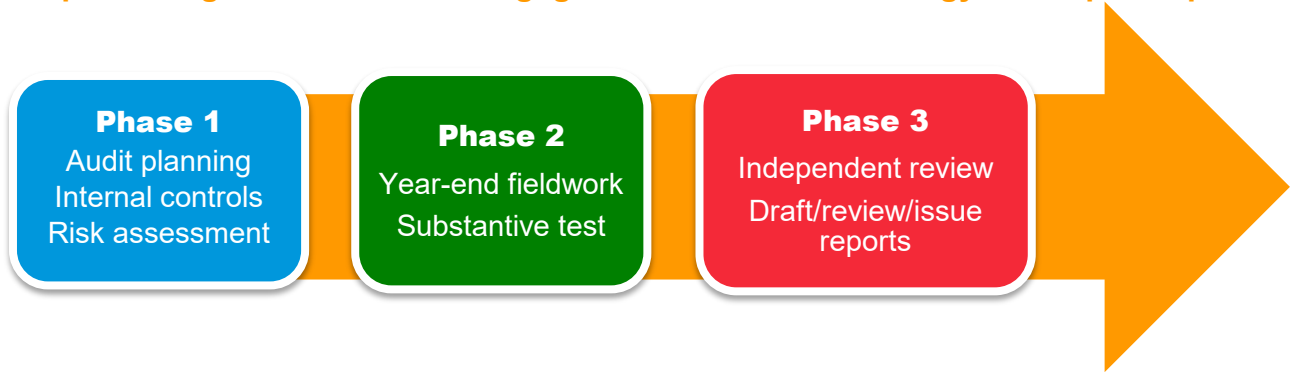 Phase 1
Audit planning
Internal controls
Risk assessment
Phase 2
Year-end fieldwork
Substantive test
Phase 3
Independent review
Draft/review/issue
reports